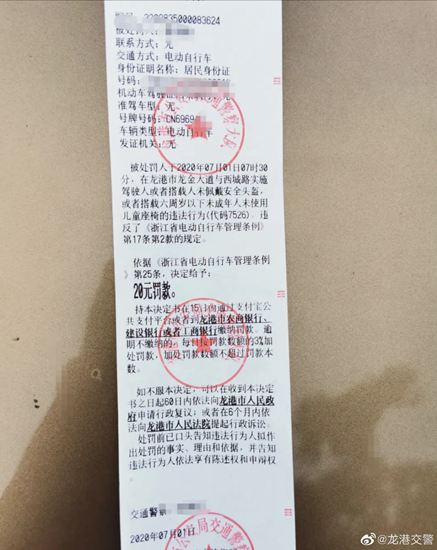 3209835000083624
被处罚人：
联系方式：无
交通方式：电动自行车
身份证明名称：居民身份证
号码：
机动车驾驶证
准驾车型：无
号牌号码：CN6969
车辆类型：电动自行车
发证机关：无
被处罚人于2020年07月01日07时30
分，在龙港市龙金大道与西城路实施
驾驶人或者搭载人未佩戴安全头盔，
或者搭载六周岁以下未成年人未使用
儿童座椅的违法行为(代码7526)，违
反了《浙江省电动自行车管理条例》
第17条第2款的规定。
依据《浙江省电动自行车管理条例
》第25条，决定给予：
20元罚款。
持本决定书在15日内通过支付宝公
共支付平台或者到龙港市农商银行、
建设银行或者工商银行缴纳罚款。逾
期不缴纳的，每日按罚款数额的3%加
处罚款，加处罚款数额不超过罚款本
数。
如不服本决定，可以在收到本决定
书之日起60日内依法向龙港市人民政
府申请行政复议；或者在6个月内依
法向龙港市人民法院提起行政诉讼。
处罚前已口头告知违法行为人拟作
出处罚的事实、理由和依据，并告知
违法行为人依法享有陈述权和申辩权
交通警察
2020年07月01日
@龙港交警